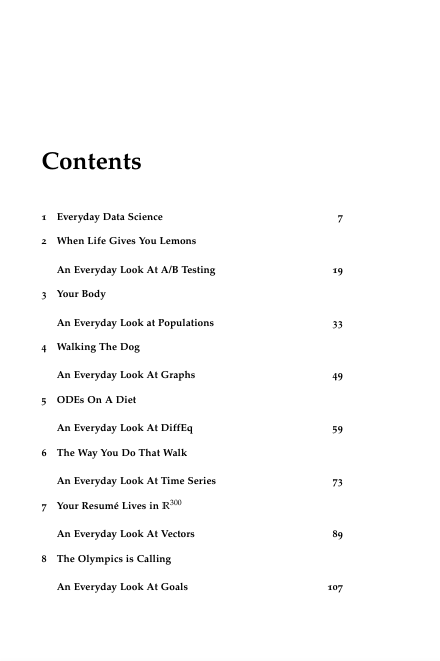 Contents
1 Everyday Data Science 7
2 When Life Gives You Lemons
An Everyday Look At A/B Testing 19
3 Your Body
An Everyday Look at Populations 33
4 Walking The Dog
An Everyday Look At Graphs 49
5 ODEs On A Diet
An Everyday Look At DiffEq 59
6 The Way You Do That Walk
An Everyday Look At Time Series 73
7 Your Resumé Lives in ℝ³⁰⁰
An Everyday Look At Vectors 89
8 The Olympics is Calling
An Everyday Look At Goals 107